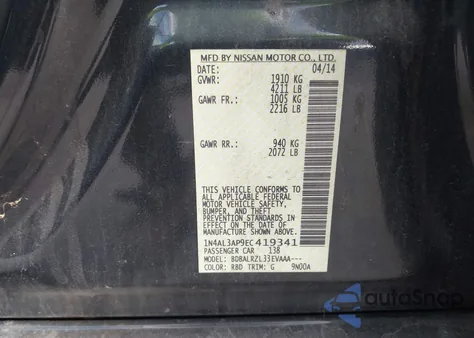 MFD BY NISSAN MOTOR CO., LTD.
DATE: 04/14
GVWR: 1910 KG
4211 LB
GAWR FR.: 1005 KG
2216 LB
GAWR RR.: 940 KG
2072 LB
THIS VEHICLE CONFORMS TO
ALL APPLICABLE FEDERAL
MOTOR VEHICLE SAFETY,
BUMPER, AND THEFT
PREVENTION STANDARDS IN
EFFECT ON THE DATE OF
MANUFACTURE SHOWN ABOVE.
1N4AL3AP9EC419341
PASSENGER CAR 138
MODEL: BDBALRZL33EVAAA---
COLOR: RBD TRIM: G 9N00A
autoSnap